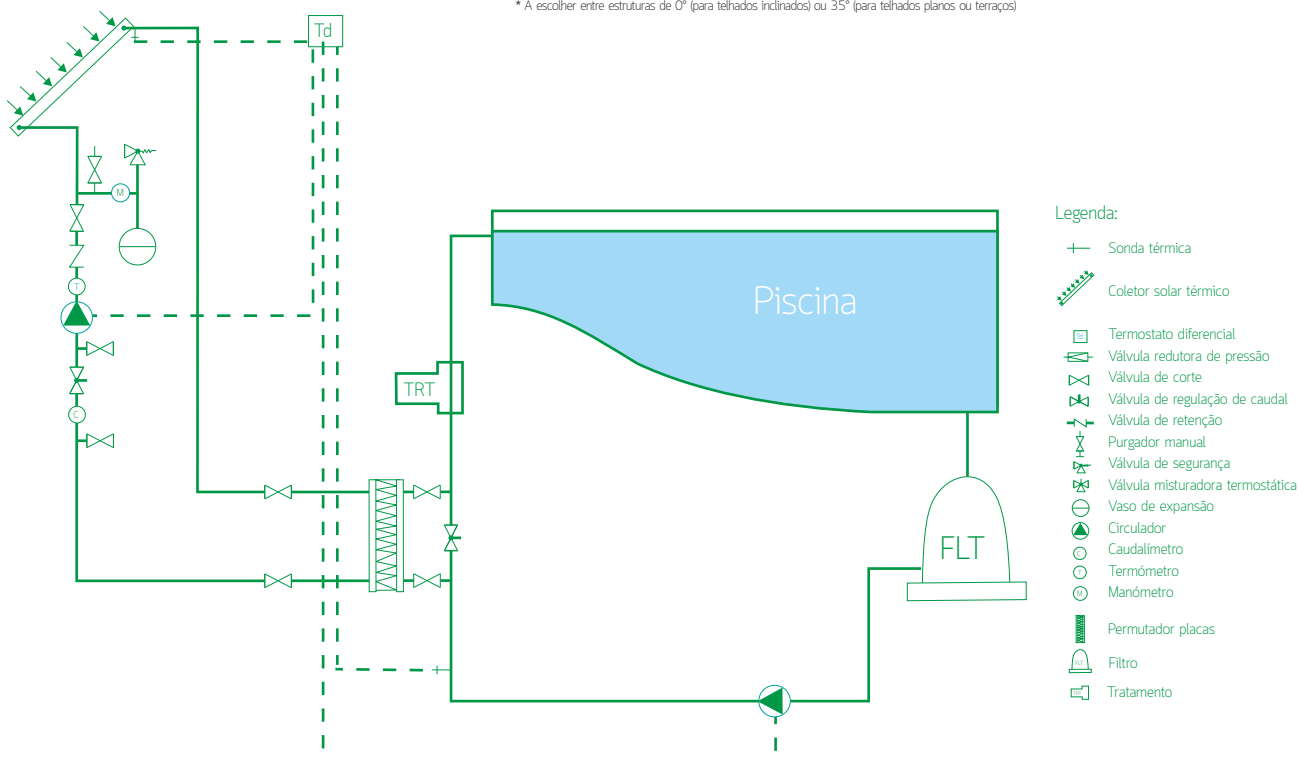 * A escolher entre estruturas de 0° (para telhados inclinados) ou 35° (para telhados planos ou terraços)
Td
M
T
C
TRT
Piscina
FLT
Legenda:
Sonda térmica
Coletor solar térmico
Td
Termostato diferencial
Válvula redutora de pressão
Válvula de corte
Válvula de regulação de caudal
Válvula de retenção
Purgador manual
Válvula de segurança
Válvula misturadora termostática
Vaso de expansão
Circulador
C
Caudalímetro
T
Termómetro
M
Manómetro
Permutador placas
FLT
Filtro
Tratamento